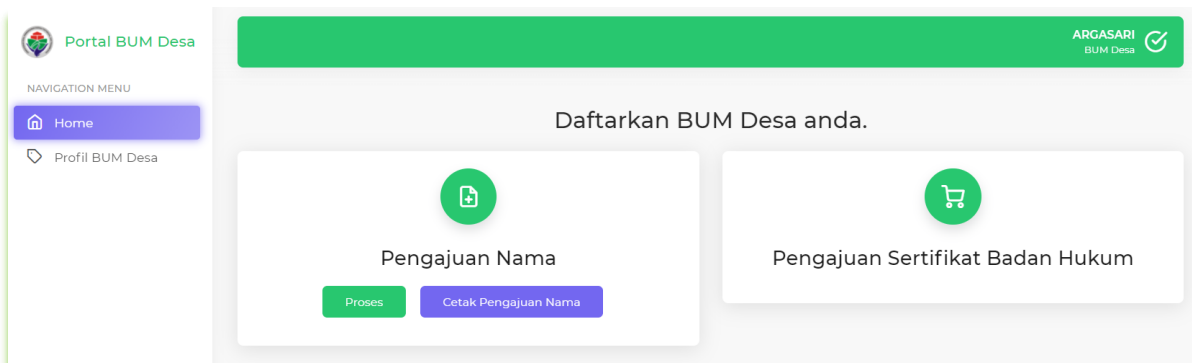 Portal BUM Desa
NAVIGATION MENU
Home
Profil BUM Desa
ARGASARI
BUM Desa
Daftarkan BUM Desa anda.
Pengajuan Nama
Proses
Cetak Pengajuan Nama
Pengajuan Sertifikat Badan Hukum